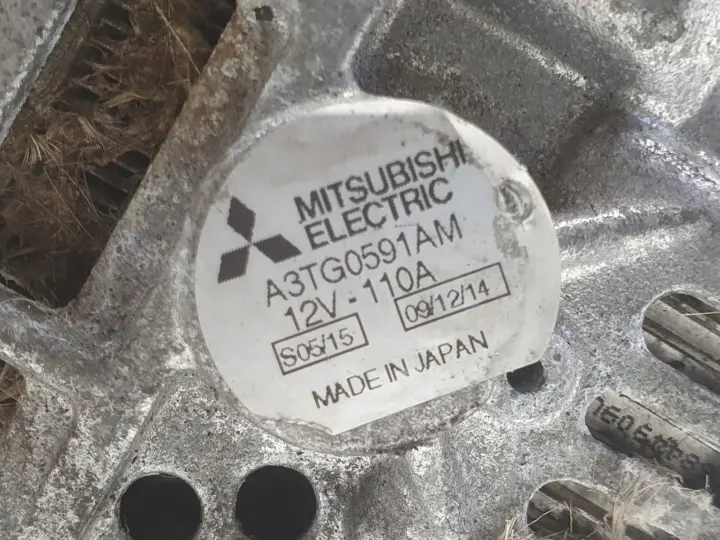 MITSUBISHI
ELECTRIC
A3TG0591AM
12V - 110A
S05/15 09/12/14
MADE IN JAPAN